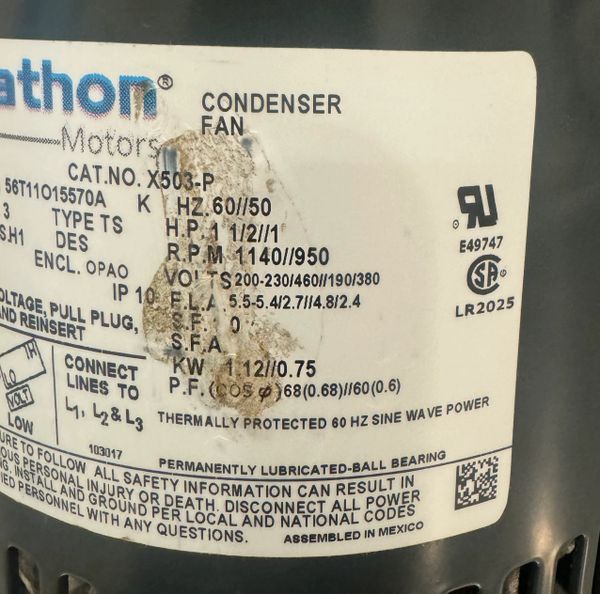 athon®
Motors
CONDENSER
FAN
CAT.NO. X503-P
56T11O15570A K HZ. 60//50
3 TYPE TS H.P. 1 1/2//1
S.H1 DES R.P.M 1140//950
ENCL. OPAO VOLTS 200-230/460//190/380
IP 10 F.L.A 5.5-5.4/2.7//4.8/2.4
OLTAGE, PULL PLUG, S.F. 0
AND REINSERT S.F.A
KW 1.12//0.75
P.F. (COS φ) 68(0.68)//60(0.6)
HI
LO
VOLT
LOW
CONNECT
LINES TO
L1, L2 & L3
THERMALLY PROTECTED 60 HZ SINE WAVE POWER
103017
PERMANENTLY LUBRICATED-BALL BEARING
URE TO FOLLOW ALL SAFETY INFORMATION CAN RESULT IN
OUS PERSONAL INJURY OR DEATH. DISCONNECT ALL POWER
NG, INSTALL AND GROUND PER LOCAL AND NATIONAL CODES
IED PERSONNEL WITH ANY QUESTIONS.
ASSEMBLED IN MEXICO
E49747
LR2025